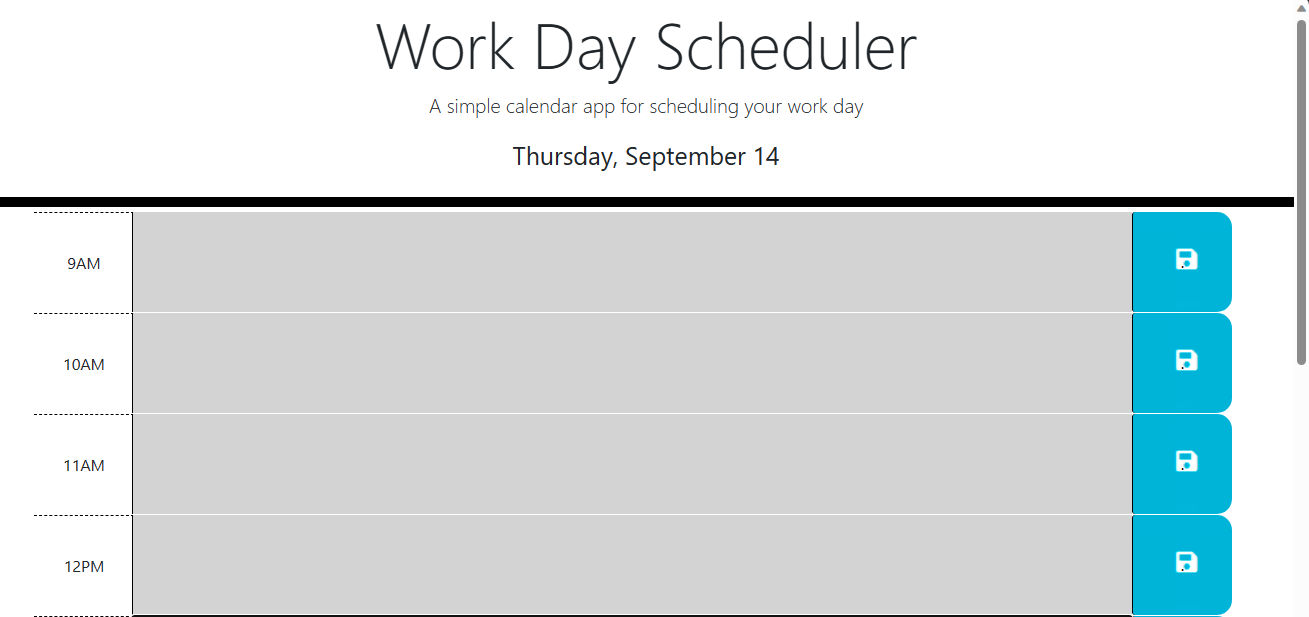 Work Day Scheduler
A simple calendar app for scheduling your work day
Thursday, September 14
9AM
10AM
11AM
12PM